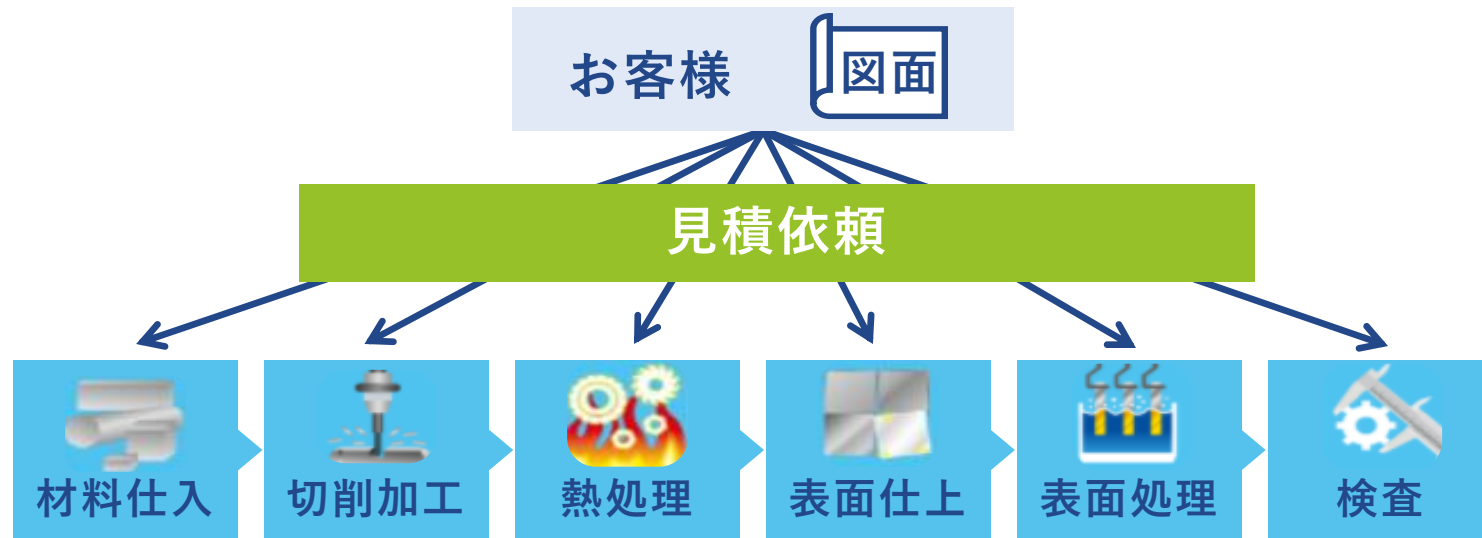 お客様
図面
見積依頼
材料仕入
切削加工
熱処理
表面仕上
表面処理
検査